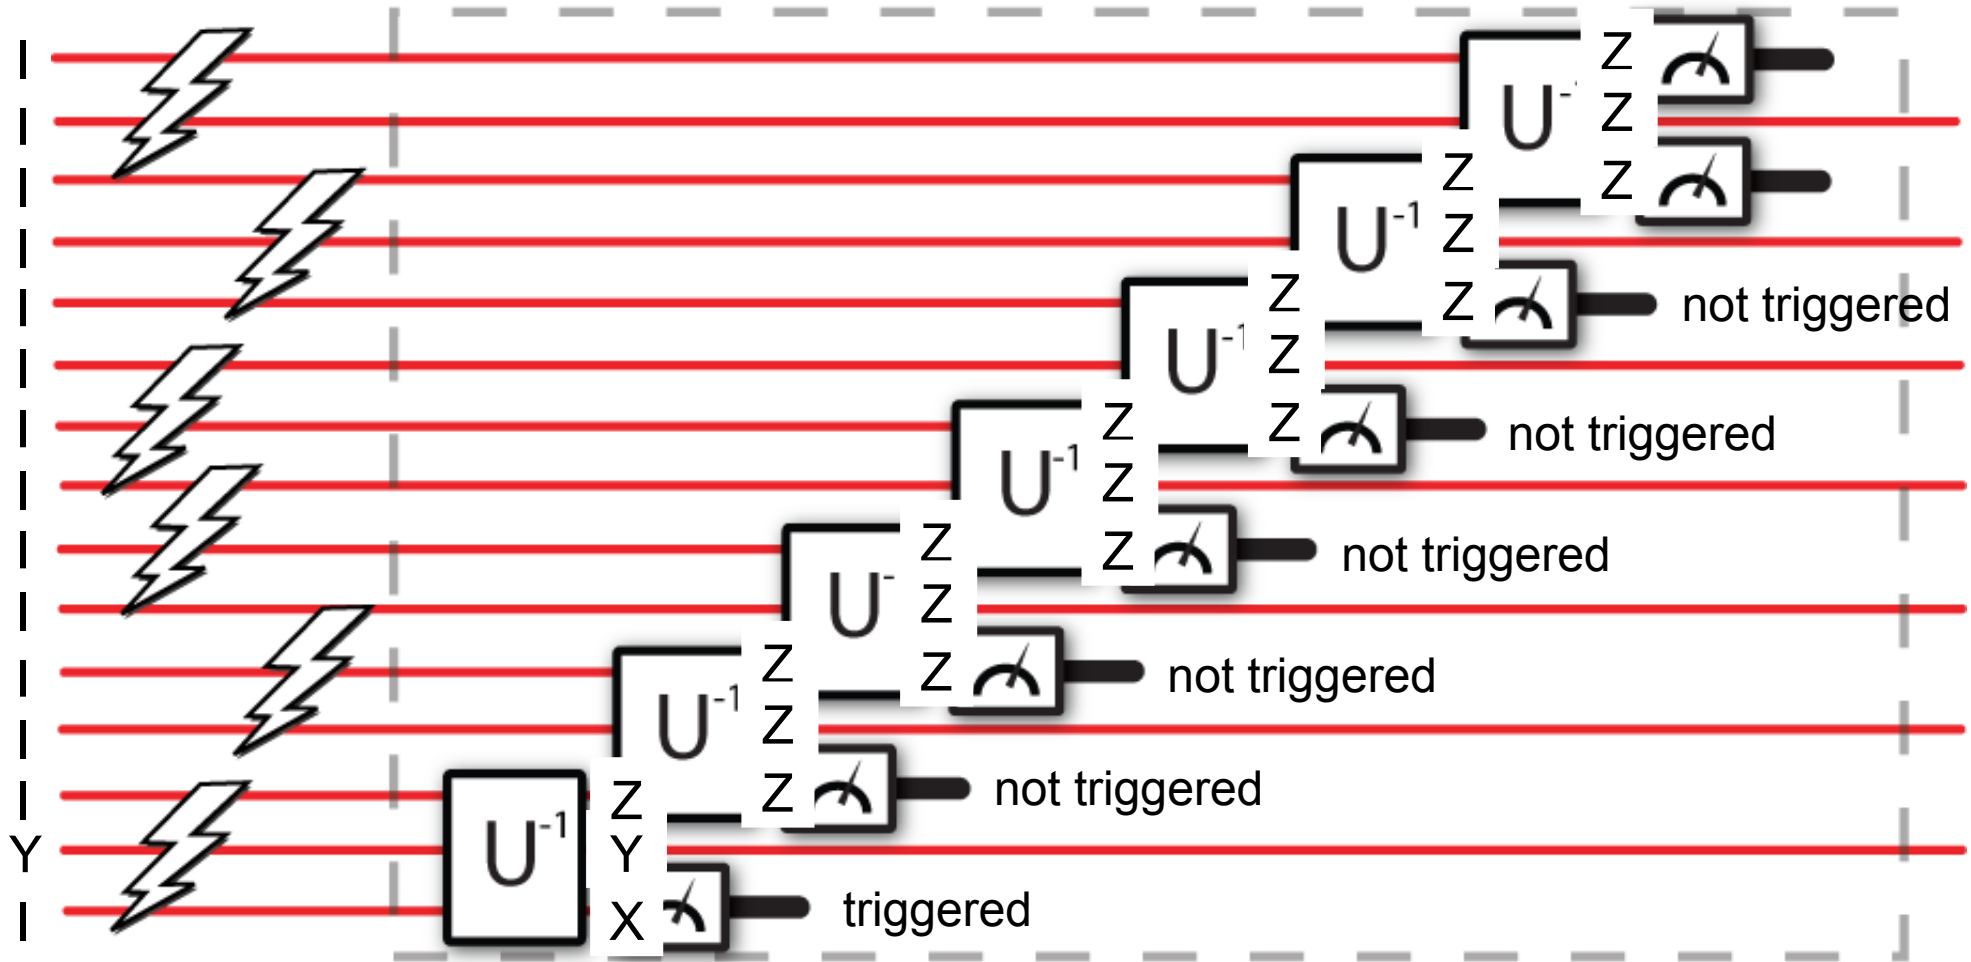 I Z
I U⁻ Z
I Z Z
I U⁻¹ Z
I Z Z not triggered
I U⁻¹ Z
I Z Z not triggered
I U⁻¹ Z
I Z Z not triggered
I U⁻ Z
I Z Z not triggered
I U⁻¹ Z
I Z Z not triggered
Y U⁻¹ Y
I X triggered